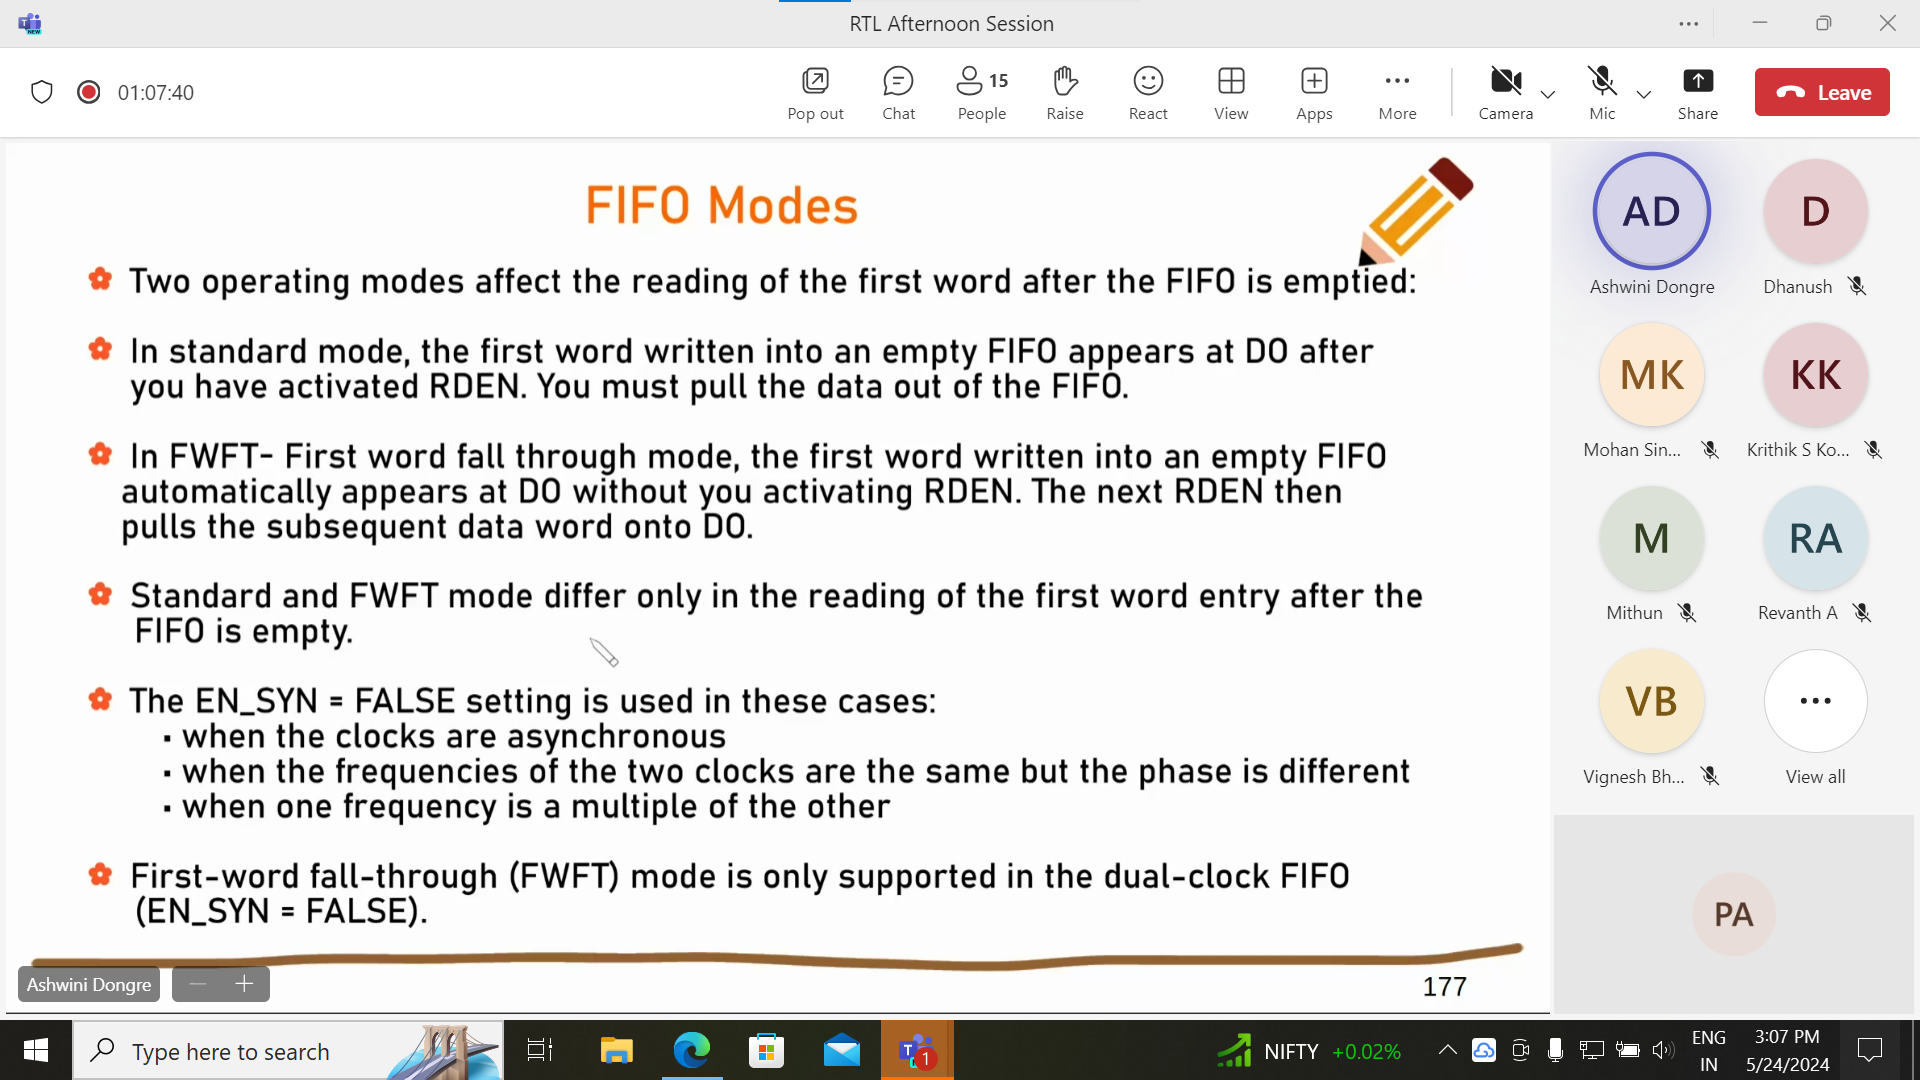 NEW
RTL Afternoon Session
01:07:40
Pop out
Chat
15
People
Raise
React
View
Apps
More
Camera
Mic
Share
Leave
FIFO Modes
Two operating modes affect the reading of the first word after the FIFO is emptied:
In standard mode, the first word written into an empty FIFO appears at DO after
you have activated RDEN. You must pull the data out of the FIFO.
In FWFT- First word fall through mode, the first word written into an empty FIFO
automatically appears at DO without you activating RDEN. The next RDEN then
pulls the subsequent data word onto DO.
Standard and FWFT mode differ only in the reading of the first word entry after the
FIFO is empty.
The EN_SYN = FALSE setting is used in these cases:
▪ when the clocks are asynchronous
▪ when the frequencies of the two clocks are the same but the phase is different
▪ when one frequency is a multiple of the other
First-word fall-through (FWFT) mode is only supported in the dual-clock FIFO
(EN_SYN = FALSE).
177
Ashwini Dongre
AD
Ashwini Dongre
D
Dhanush
MK
Mohan Sin...
KK
Krithik S Ko...
M
Mithun
RA
Revanth A
VB
Vignesh Bh...
View all
PA
Type here to search
1
NIFTY +0.02%
ENG
IN
3:07 PM
5/24/2024